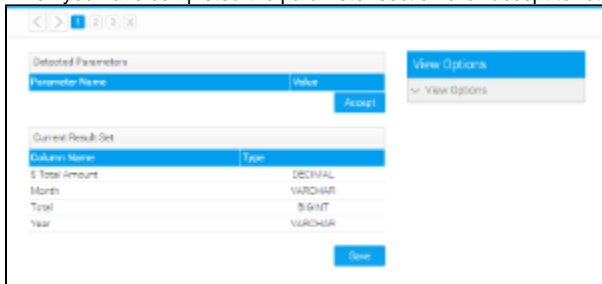 < > 1 2 3 X
Detected Parameters
Parameter Name Value
Accept
Current Result Set
Column Name Type
$ Total Amount DECIMAL
Month VARCHAR
Total BIGINT
Year VARCHAR
Save
View Options
View Options